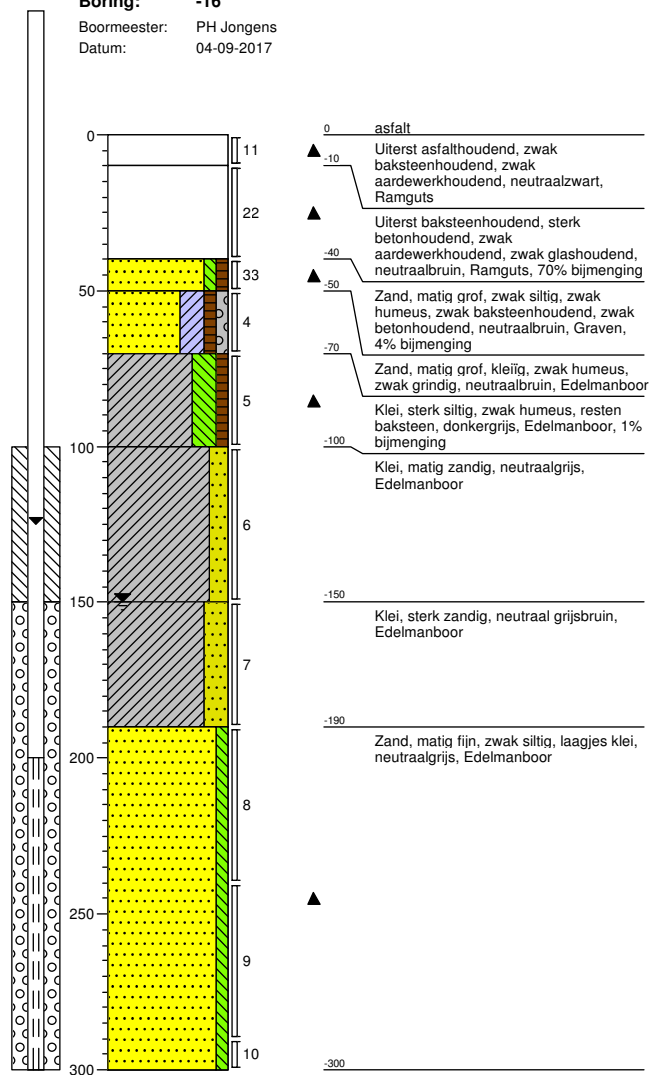 Boring: -16
Boormeester: PH Jongens
Datum: 04-09-2017
0
50
100
150
200
250
300
11
22
33
4
5
6
7
8
9
10
0 asfalt
-10
Uiterst asfalthoudend, zwak
baksteenhoudend, zwak
aardewerkhoudend, neutraalzwart,
Ramguts
-40
Uiterst baksteenhoudend, sterk
betonhoudend, zwak
aardewerkhoudend, zwak glashoudend,
neutraalbruin, Ramguts, 70% bijmenging
-50
Zand, matig grof, zwak siltig, zwak
humeus, zwak baksteenhoudend, zwak
betonhoudend, neutraalbruin, Graven,
4% bijmenging
-70
Zand, matig grof, kleiïg, zwak humeus,
zwak grindig, neutraalbruin, Edelmanboor
Klei, sterk siltig, zwak humeus, resten
baksteen, donkergrijs, Edelmanboor, 1%
bijmenging
-100
Klei, matig zandig, neutraalgrijs,
Edelmanboor
-150
Klei, sterk zandig, neutraal grijsbruin,
Edelmanboor
-190
Zand, matig fijn, zwak siltig, laagjes klei,
neutraalgrijs, Edelmanboor
-300